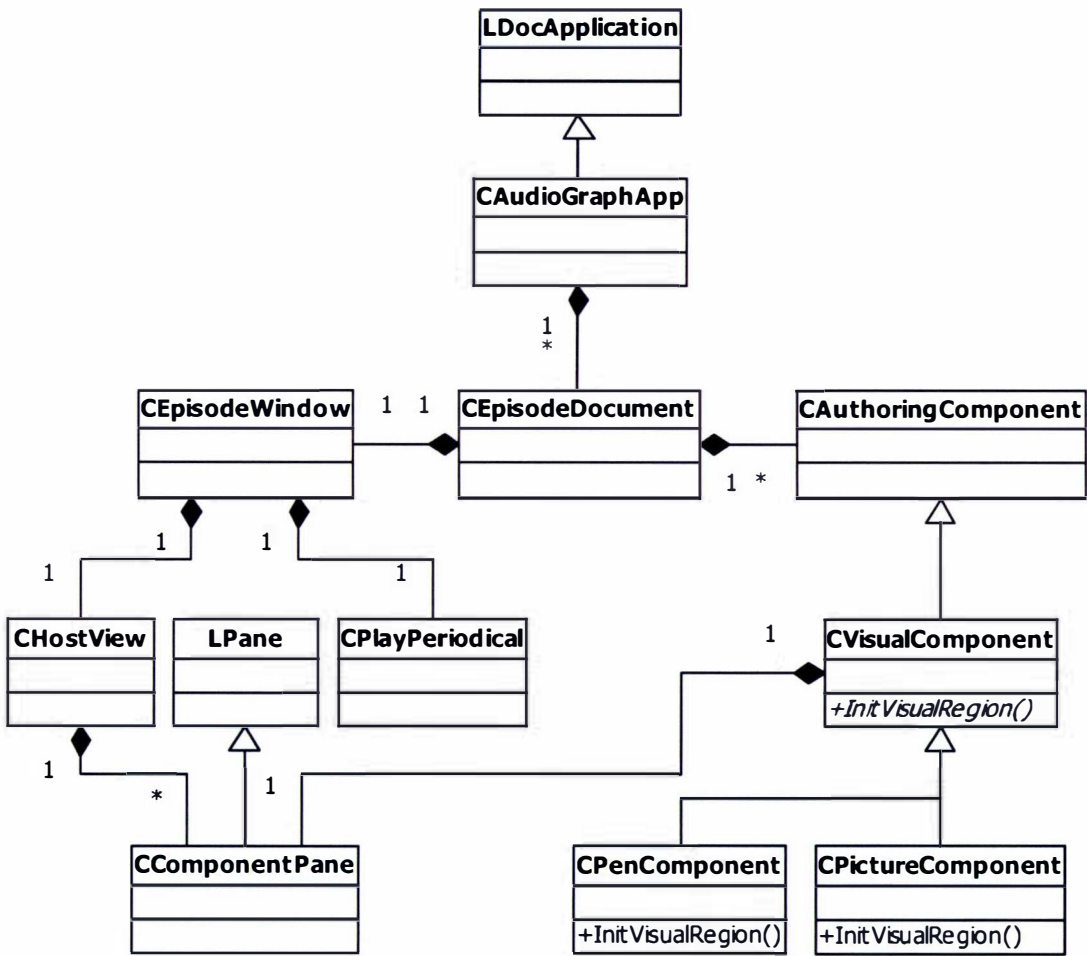 LDocApplication
CAudioGraphApp
1
*
CEpisodeWindow
1 1
CEpisodeDocument
CAuthoringComponent
1 *
1
1
1
1
CHostView
LPane
CPlayPeriodical
1
CVisualComponent
+InitVisualRegion()
1
*
1
CComponentPane
CPenComponent
CPictureComponent
+InitVisualRegion()
+InitVisualRegion()